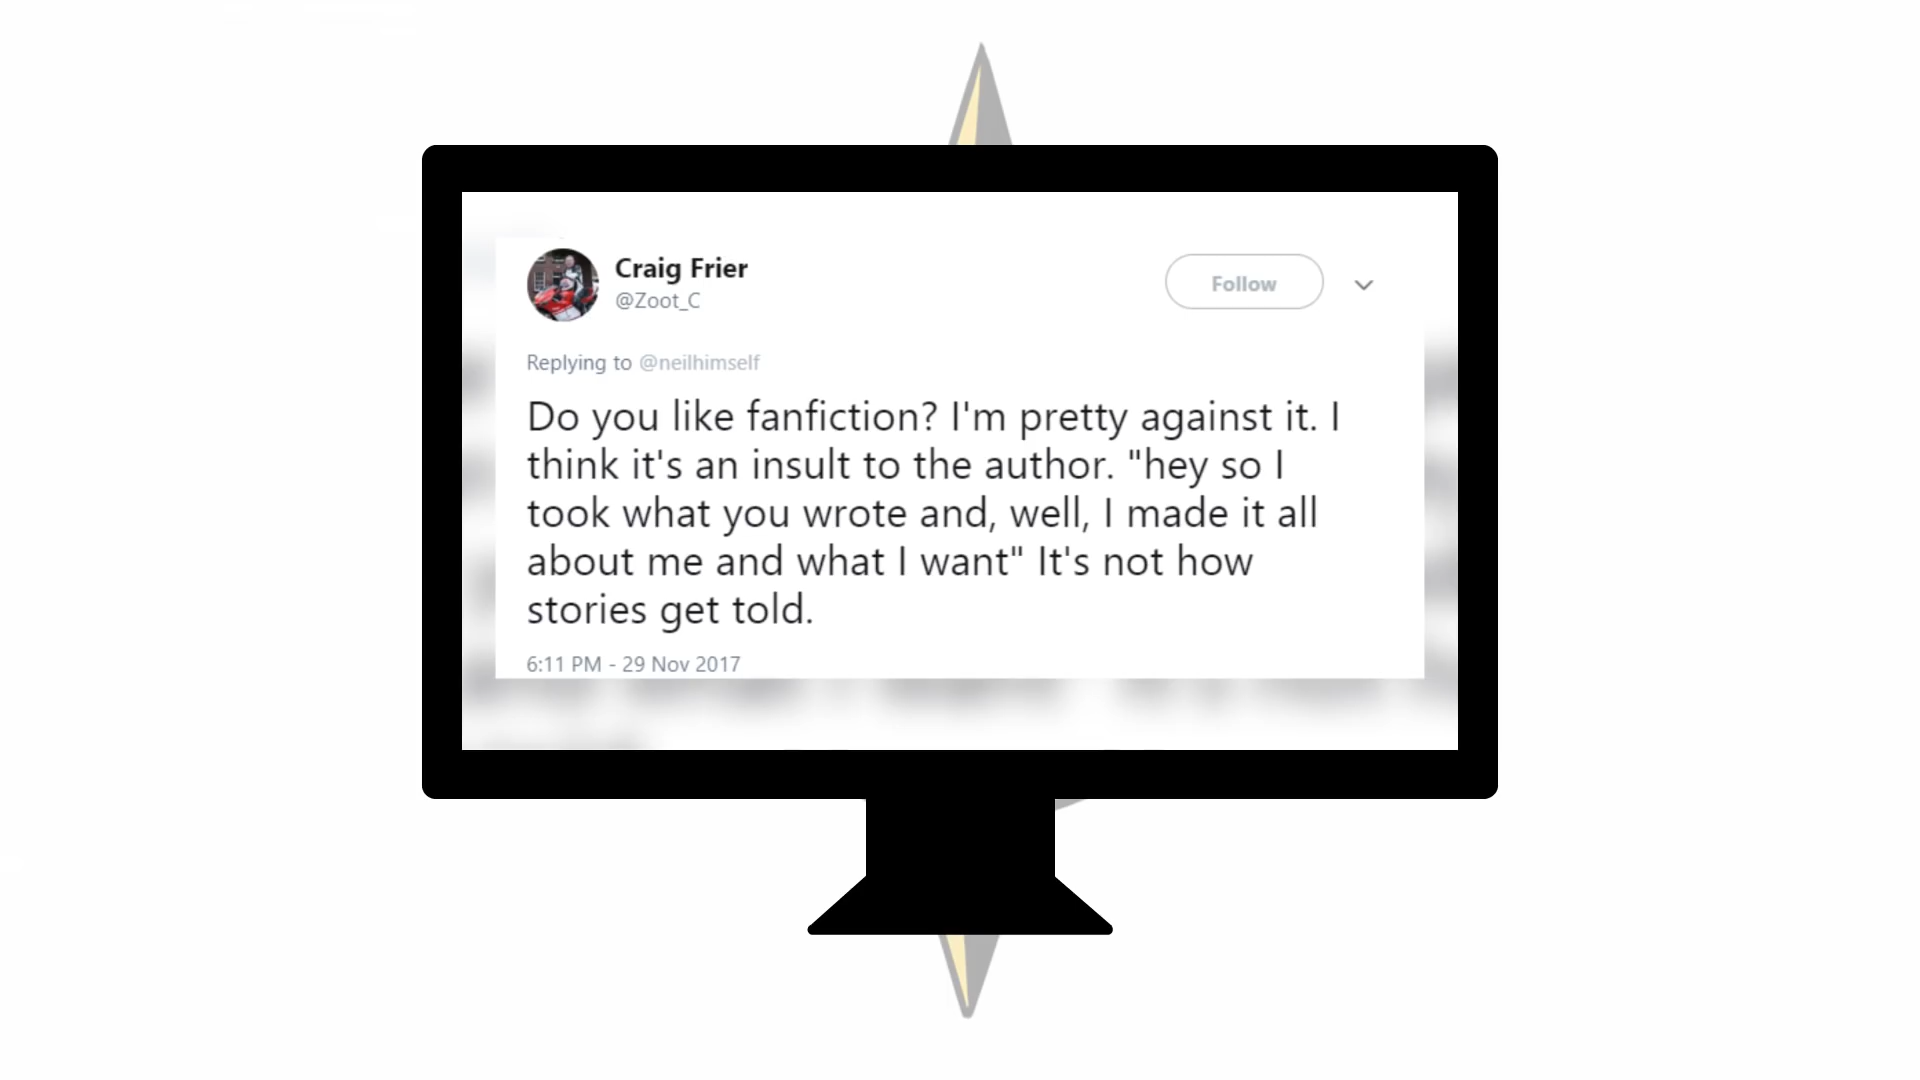 Craig Frier
@Zoot_C
Follow
Replying to @neilhimself
Do you like fanfiction? I'm pretty against it. I
think it's an insult to the author. "hey so I
took what you wrote and, well, I made it all
about me and what I want" It's not how
stories get told.
6:11 PM - 29 Nov 2017